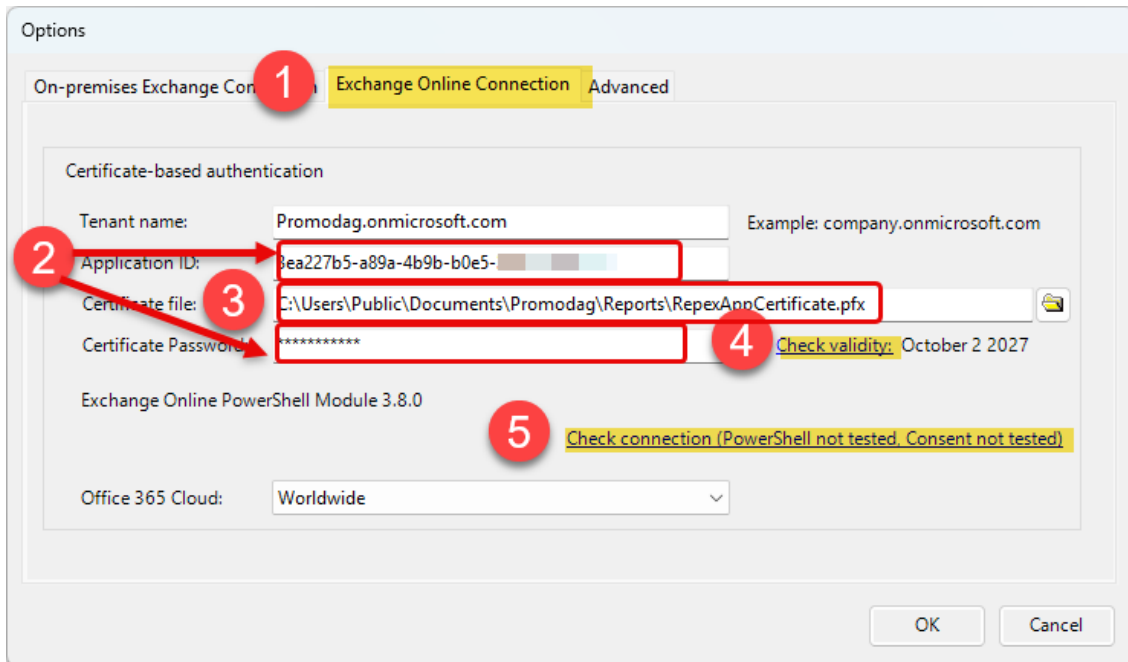 Options
On-premises Exchange Con 1 Exchange Online Connection Advanced
Certificate-based authentication
Tenant name: Promodag.onmicrosoft.com Example: company.onmicrosoft.com
2 Application ID: 3ea227b5-a89a-4b9b-b0e5-
Certificate file: 3 C:\Users\Public\Documents\Promodag\Reports\RepexAppCertificate.pfx
Certificate Password *********** 4 Check validity: October 2 2027
Exchange Online PowerShell Module 3.8.0
5 Check connection (PowerShell not tested, Consent not tested)
Office 365 Cloud: Worldwide
OK Cancel